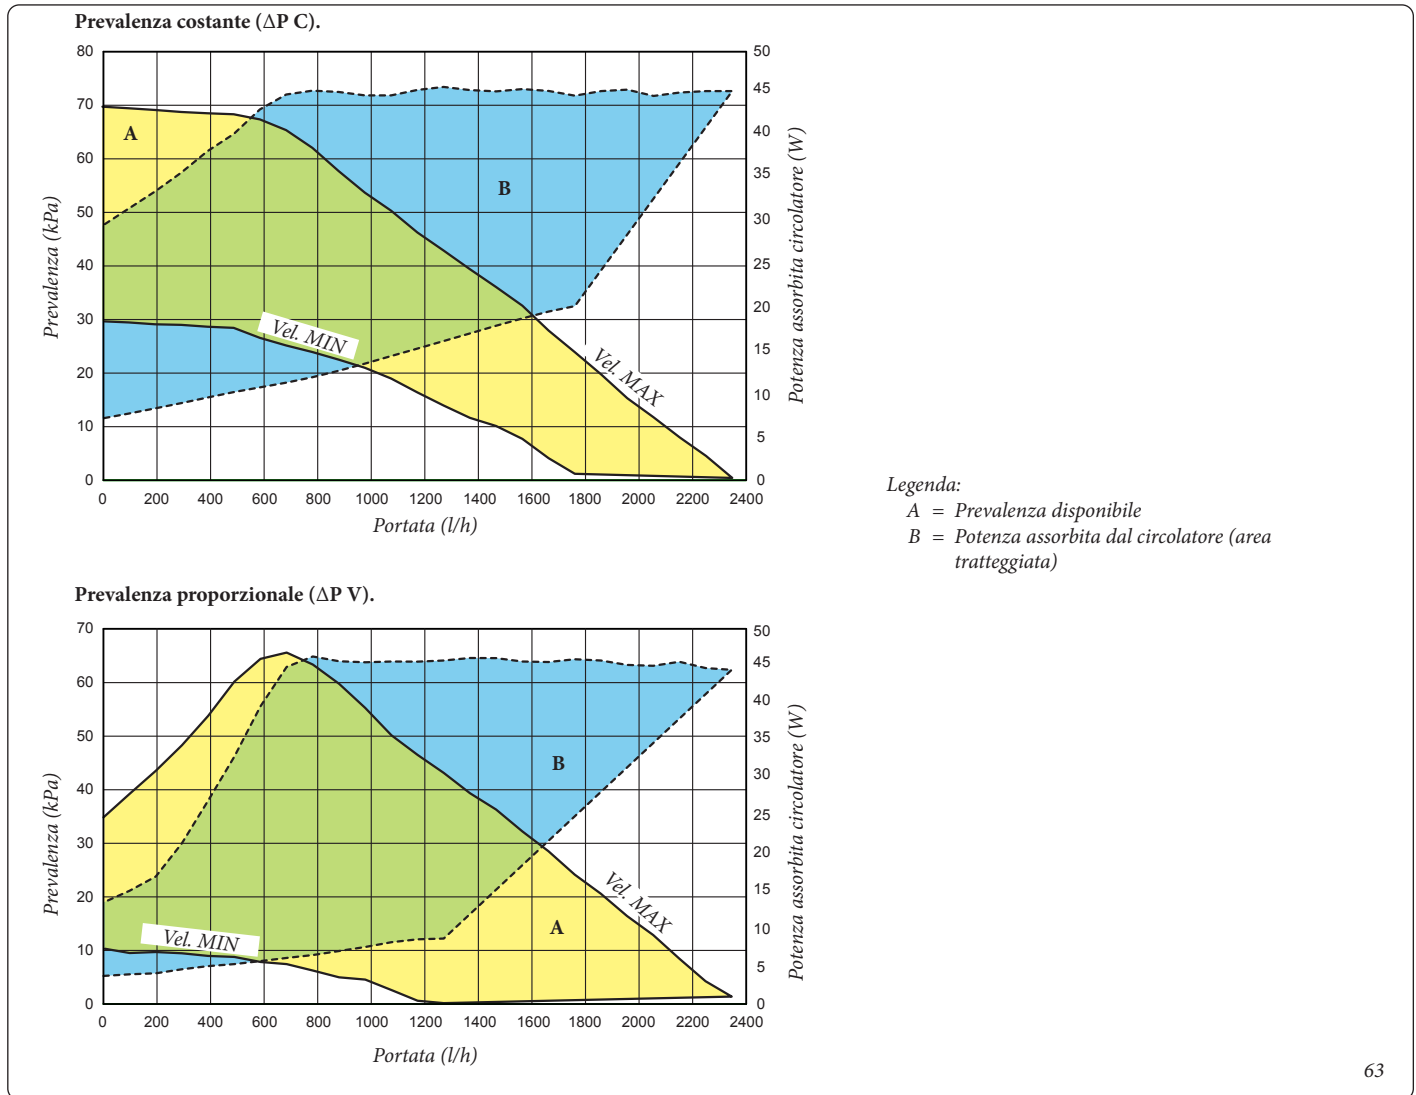 Prevalenza costante (ΔP C).
80
70
60
50
40
30
20
10
0
50
45
40
35
30
25
20
15
10
5
0
0 200 400 600 800 1000 1200 1400 1600 1800 2000 2200 2400
Prevalenza (kPa)
Potenza assorbita circolatore (W)
Portata (l/h)
A
B
Vel. MIN
Vel. MAX
Legenda:
A = Prevalenza disponibile
B = Potenza assorbita dal circolatore (area
tratteggiata)
Prevalenza proporzionale (ΔP V).
70
60
50
40
30
20
10
0
50
45
40
35
30
25
20
15
10
5
0
0 200 400 600 800 1000 1200 1400 1600 1800 2000 2200 2400
Prevalenza (kPa)
Potenza assorbita circolatore (W)
Portata (l/h)
B
A
Vel. MIN
Vel. MAX
63